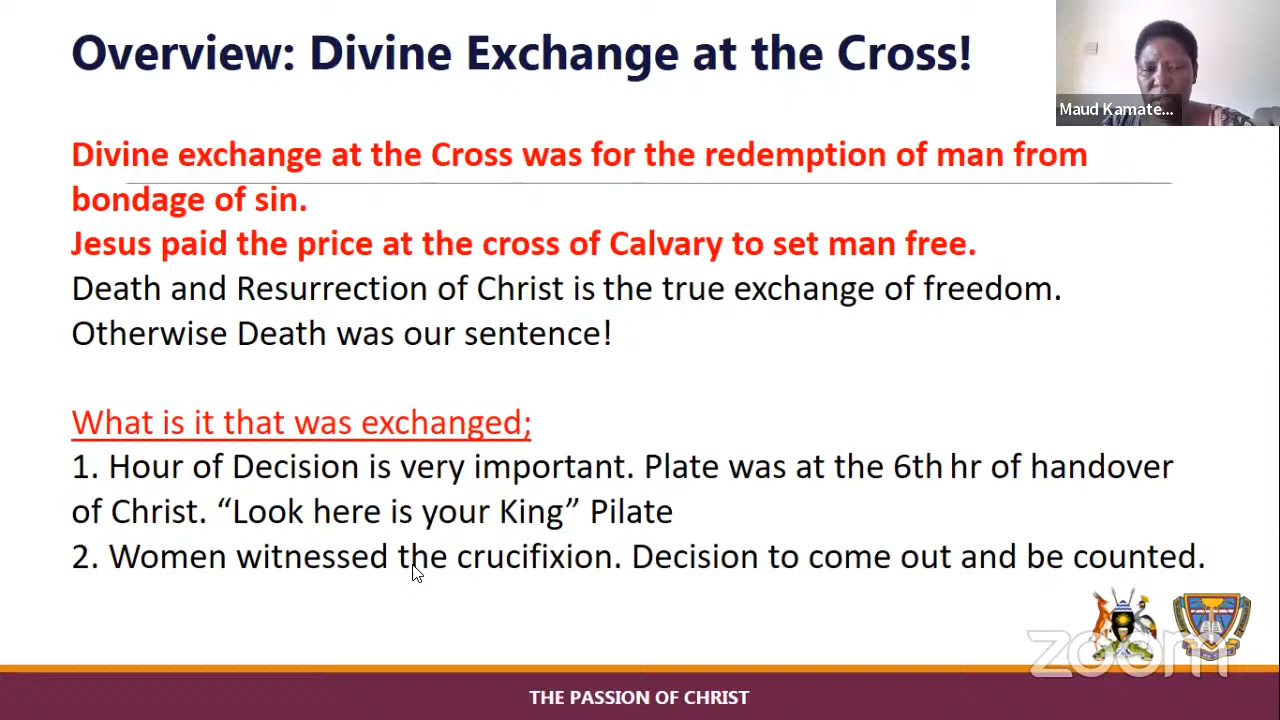 Overview: Divine Exchange at the Cross!
Maud Kamate...
Divine exchange at the Cross was for the redemption of man from
bondage of sin.
Jesus paid the price at the cross of Calvary to set man free.
Death and Resurrection of Christ is the true exchange of freedom.
Otherwise Death was our sentence!
What is it that was exchanged;
1. Hour of Decision is very important. Plate was at the 6th hr of handover
of Christ. “Look here is your King” Pilate
2. Women witnessed the crucifixion. Decision to come out and be counted.
zoom
THE PASSION OF CHRIST